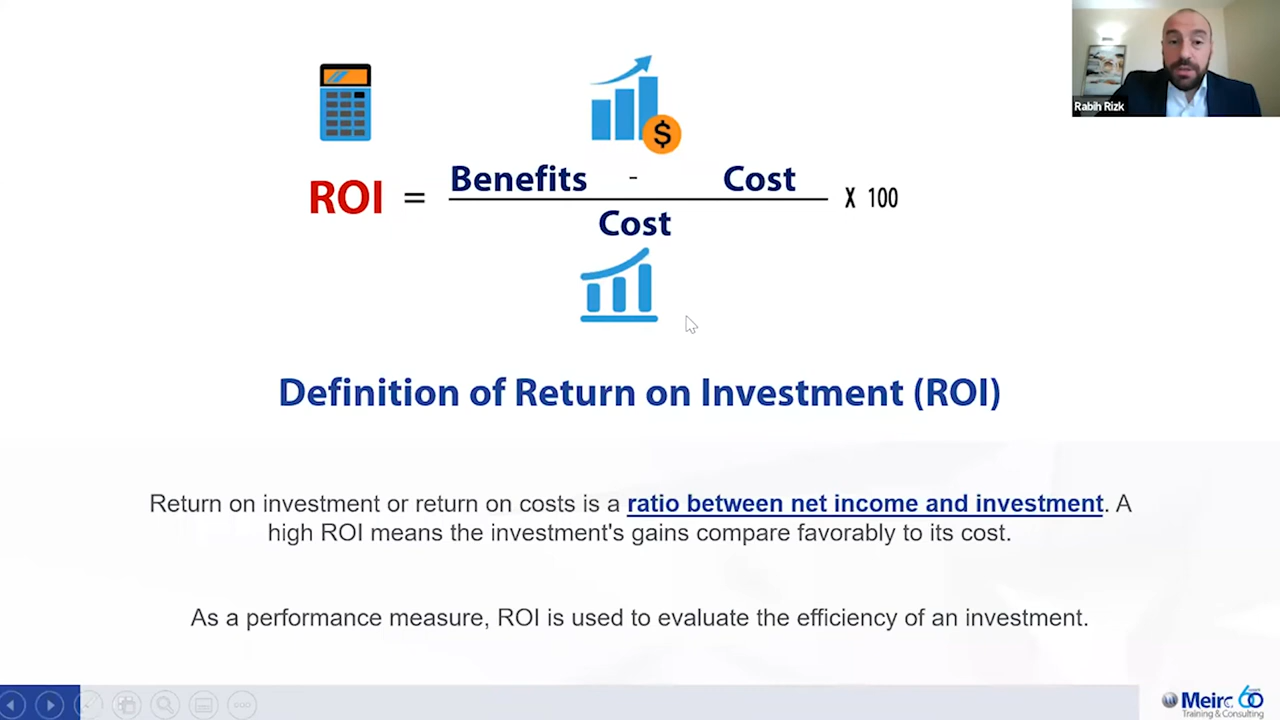 Rabih Rizk
$
ROI = Benefits - Cost X 100
Cost
Definition of Return on Investment (ROI)
Return on investment or return on costs is a ratio between net income and investment. A
high ROI means the investment's gains compare favorably to its cost.
As a performance measure, ROI is used to evaluate the efficiency of an investment.
Meirc 60
Training & Consulting